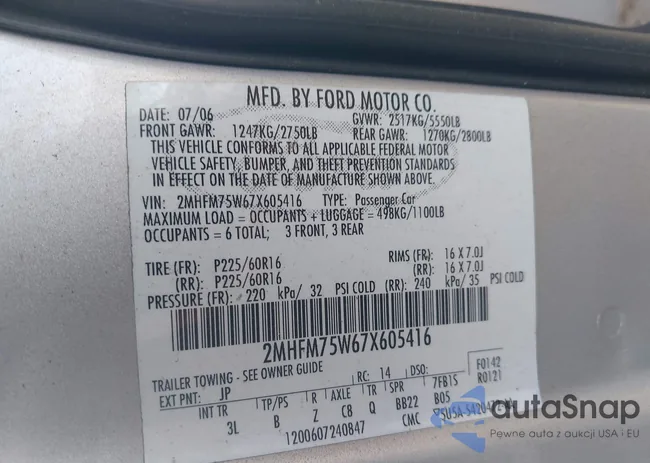 MFD. BY FORD MOTOR CO.
DATE: 07/06 GVWR: 2517KG/5550LB
FRONT GAWR: 1247KG/2750LB REAR GAWR: 1270KG/2800LB
THIS VEHICLE CONFORMS TO ALL APPLICABLE FEDERAL MOTOR
VEHICLE SAFETY, BUMPER, AND THEFT PREVENTION STANDARDS
IN EFFECT ON THE DATE OF MANUFACTURE SHOWN ABOVE.
VIN: 2MHFM75W67X605416 TYPE: Passenger Car
MAXIMUM LOAD = OCCUPANTS + LUGGAGE = 498KG/1100LB
OCCUPANTS = 6 TOTAL; 3 FRONT, 3 REAR
TIRE (FR): P225/60R16 RIMS (FR): 16 X 7.0J
(RR): P225/60R16 (RR): 16 X 7.0J
PRESSURE (FR): 220 kPa/ 32 PSI COLD (RR): 240 kPa/ 35 PSI COLD
2MHFM75W67X605416
TRAILER TOWING - SEE OWNER GUIDE
F0142
EXT PNT: JP RC: 14 DSO: 7FB1S R0121
INT TR TP/PS R AXLE TR SPR B05
3L B Z C8 Q BB22
1200607240847 CMC
autoSnap
Pewne auta z aukcji USA i EU